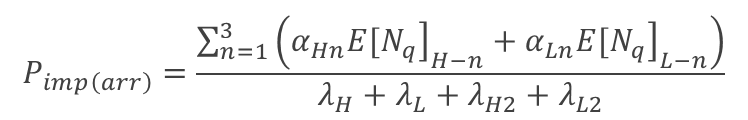 P_{imp(arr)} = \frac{\sum_{n=1}^{3} \left( \alpha_{Hn} E[N_q]_{H-n} + \alpha_{Ln} E[N_q]_{L-n} \right)}{\lambda_H + \lambda_L + \lambda_{H2} + \lambda_{L2}}